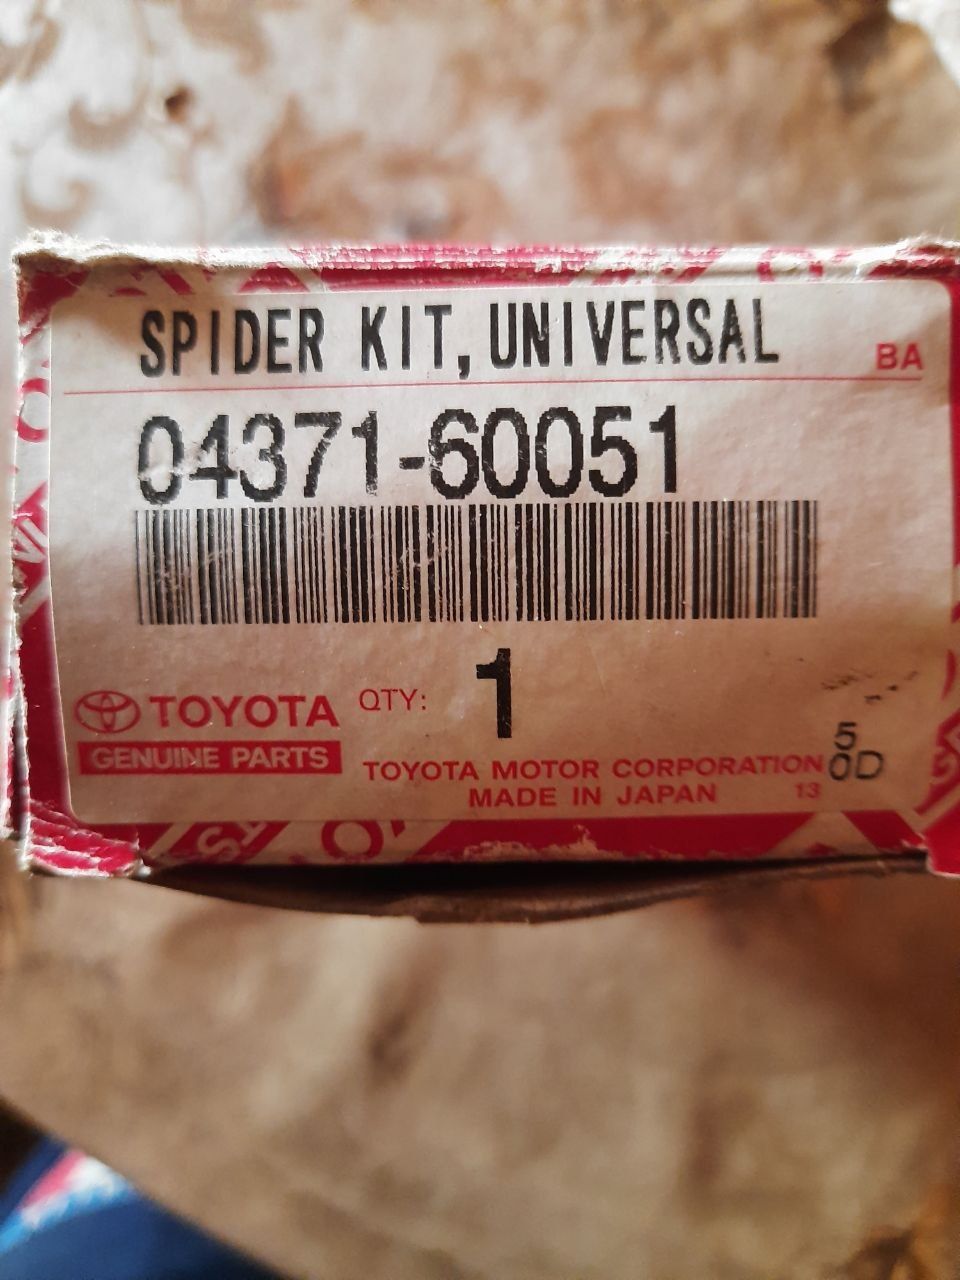 SPIDER KIT,UNIVERSAL
BA
04371-60051
QTY: 1
TOYOTA
GENUINE PARTS
5
0D
TOYOTA MOTOR CORPORATION
MADE IN JAPAN 13